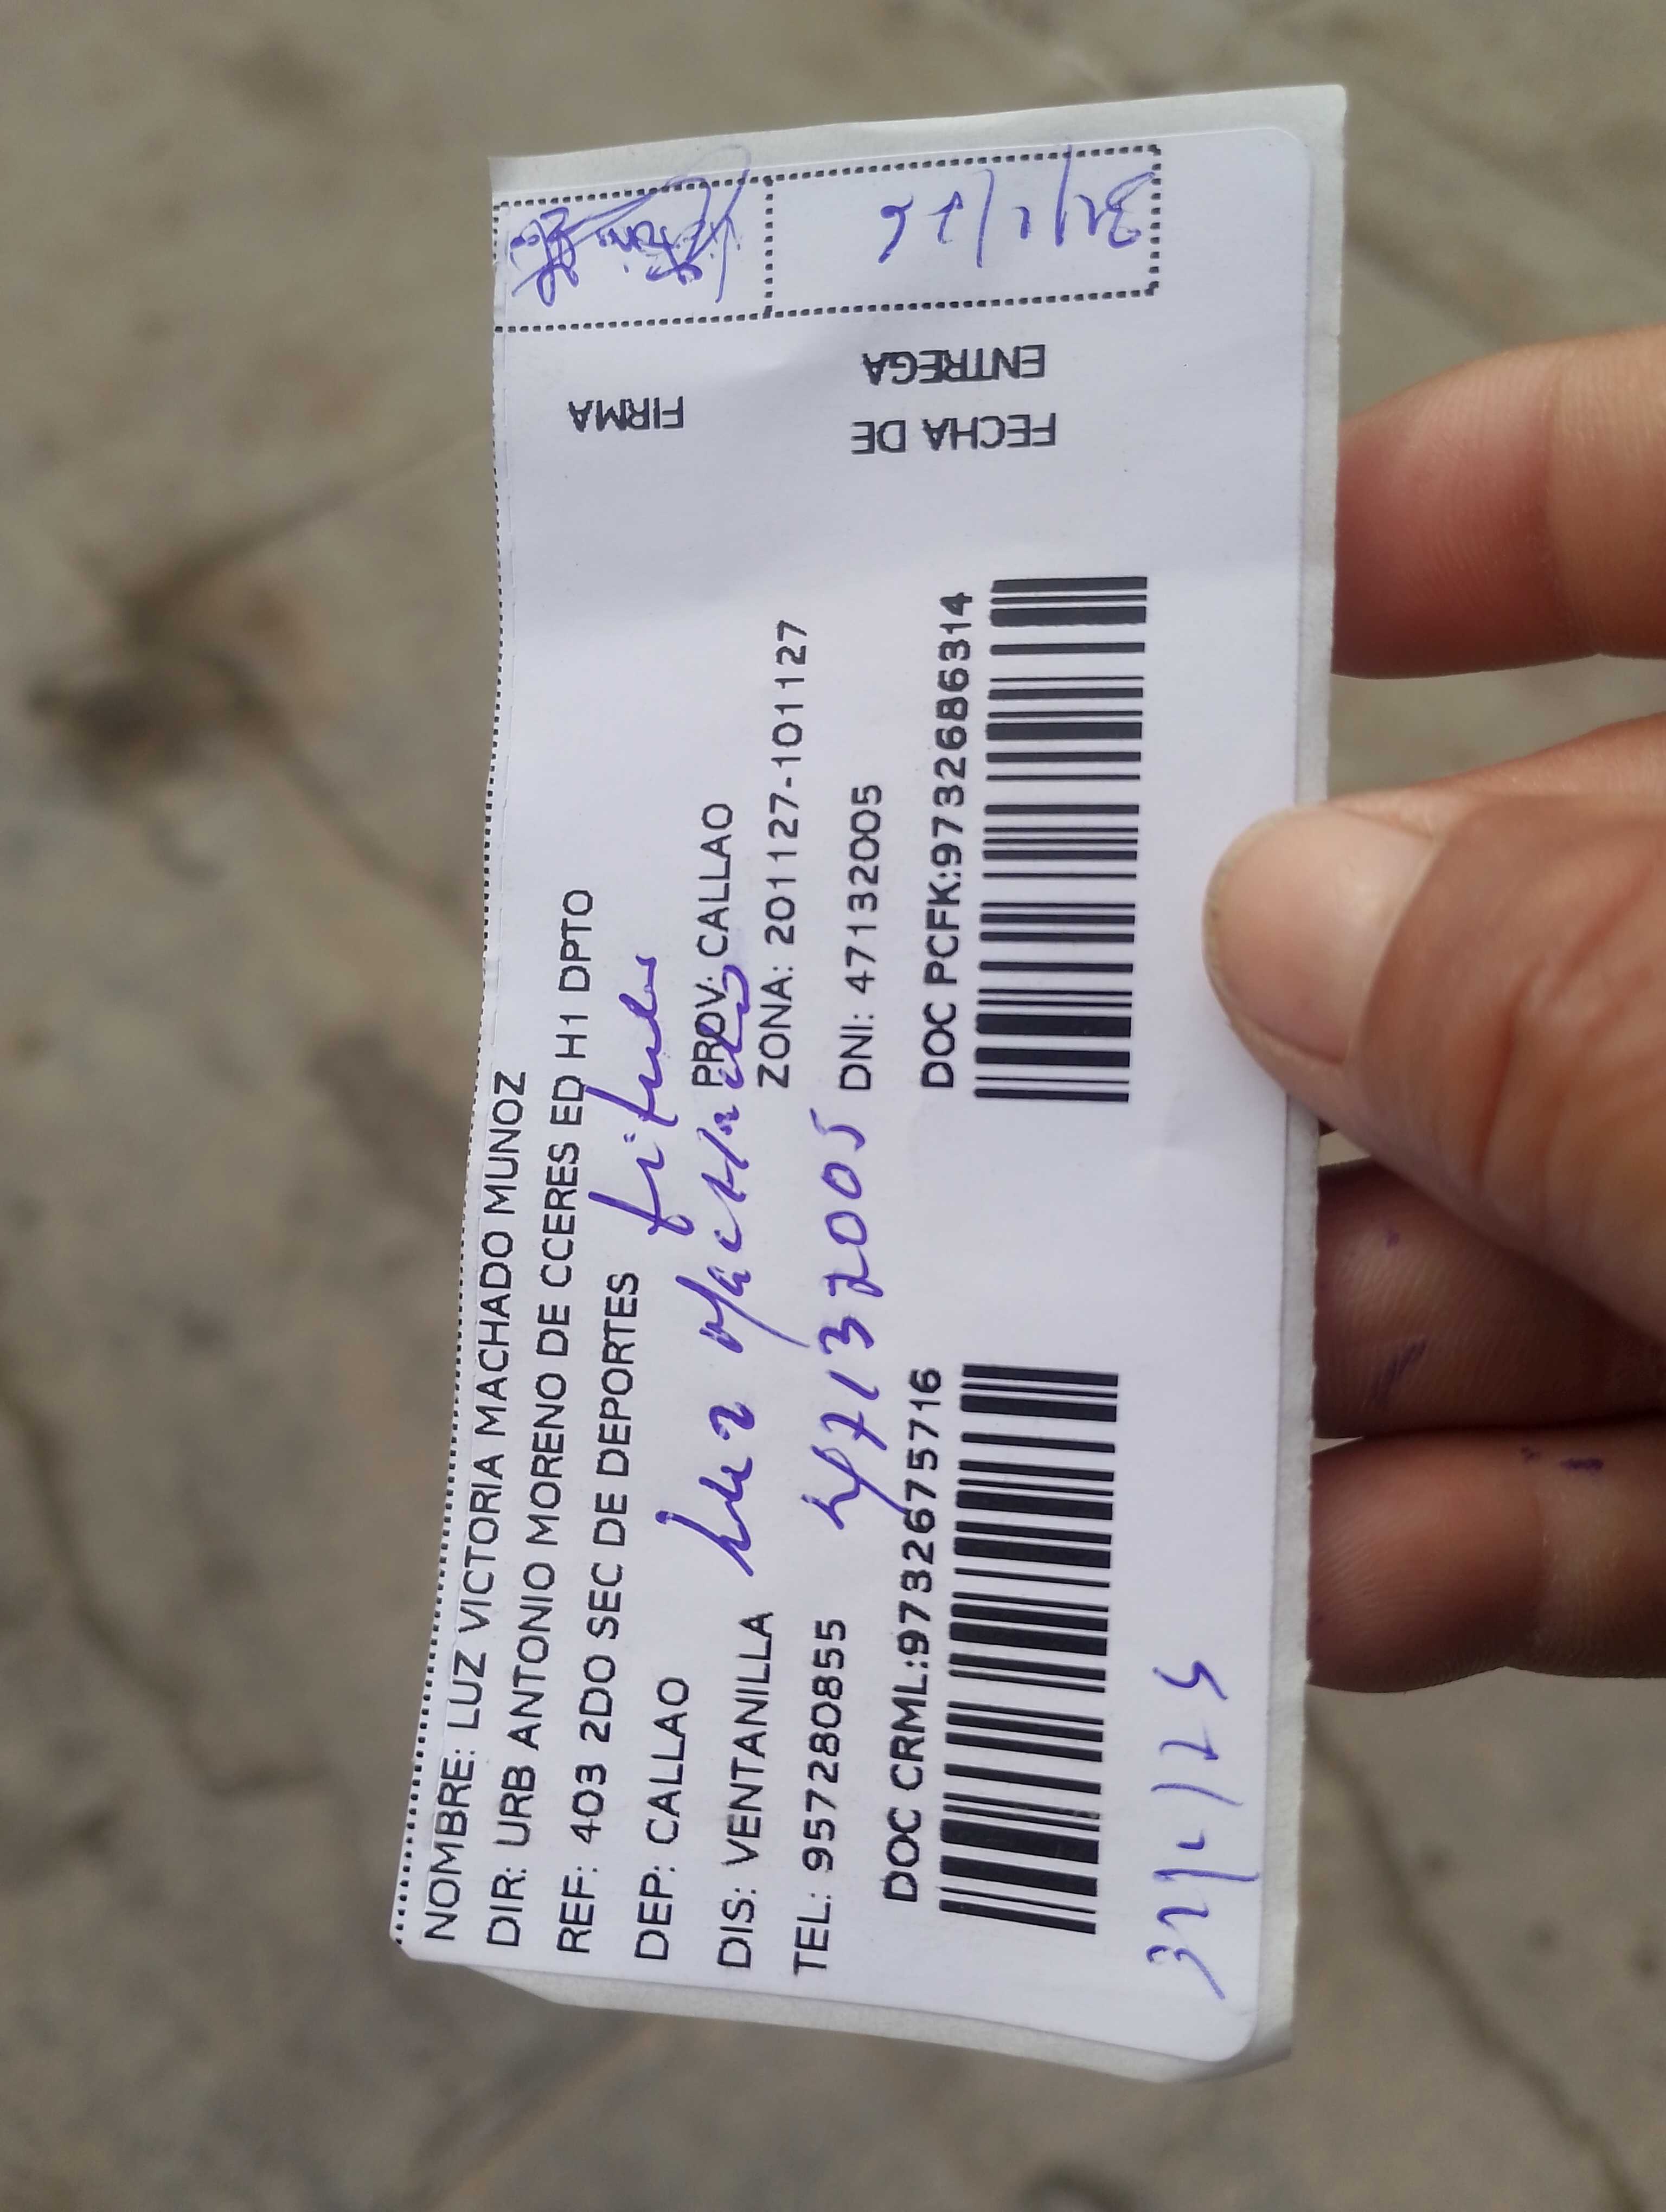 NOMBRE: LUZ VICTORIA MACHADO MUNOZ
DIR: URB ANTONIO MORENO DE CCERES ED H1 DPTO
REF: 403 2DO SEC DE DEPORTES
DEP: CALLAO PROV: CALLAO
DIS: VENTANILLA ZONA: 201127-101127
TEL: 957280855 DNI: 47132005
titular
Luz Machado
47132005
DOC CRML:9732675716 DOC PCFK:9732686314
FIRMA
FECHA DE
ENTREGA